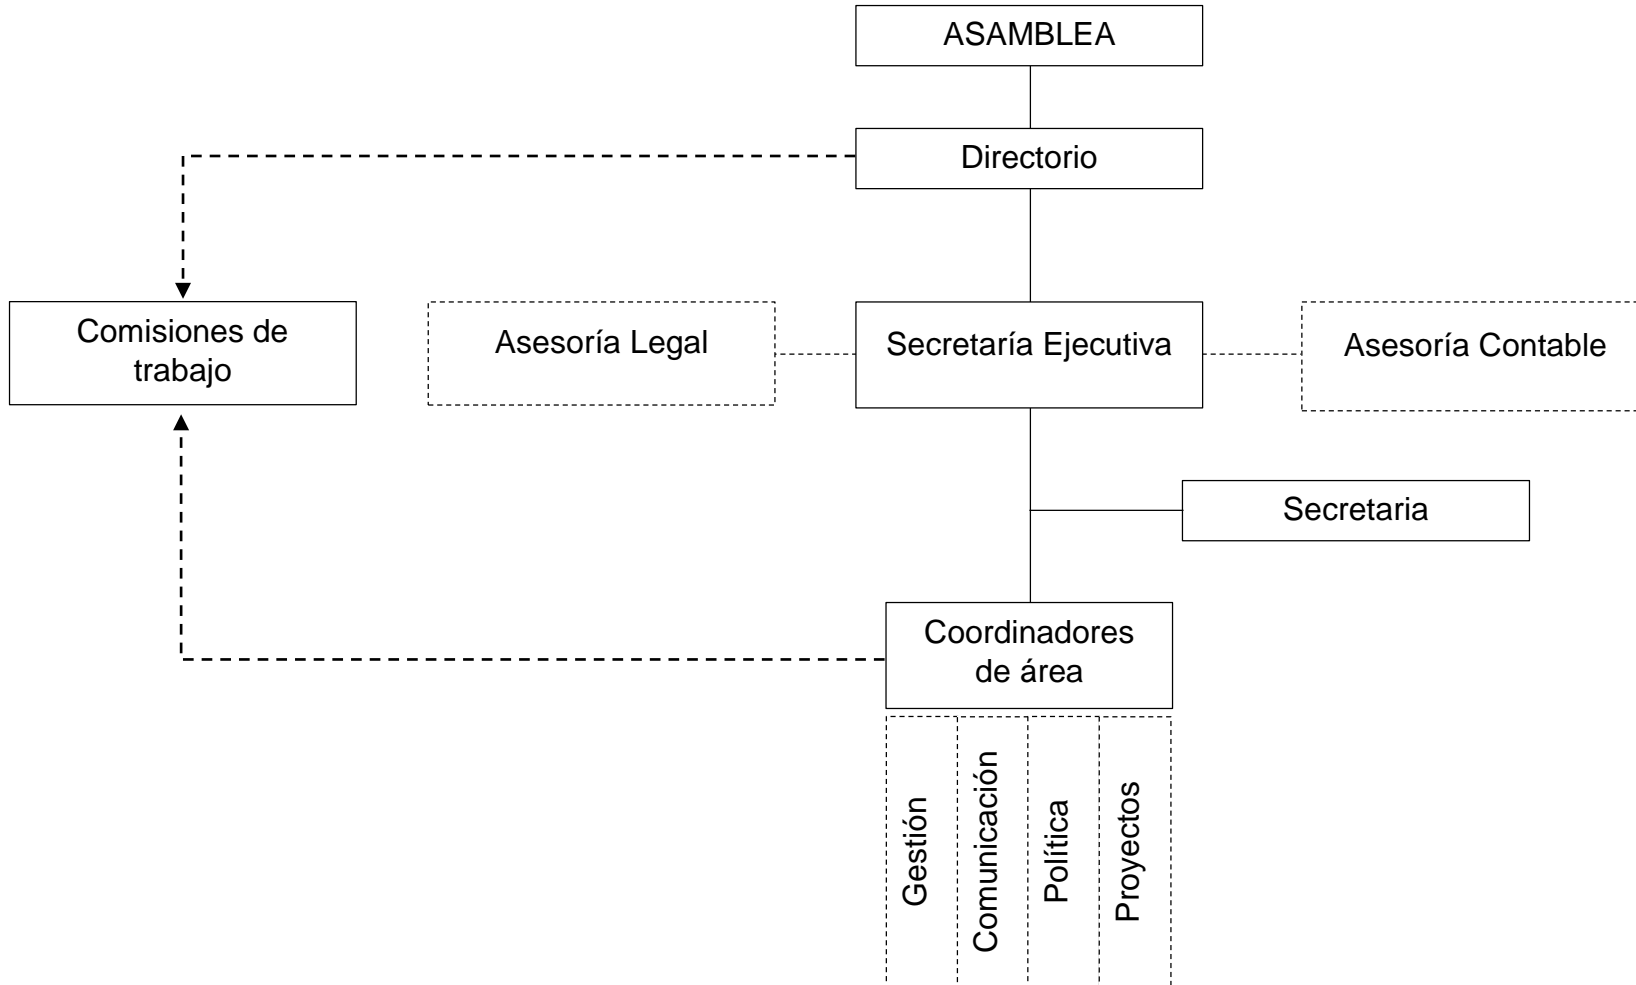 ASAMBLEA
Directorio
Comisiones de
trabajo
Asesoría Legal
Secretaría Ejecutiva
Asesoría Contable
Secretaria
Coordinadores
de área
Gestión
Comunicación
Política
Proyectos